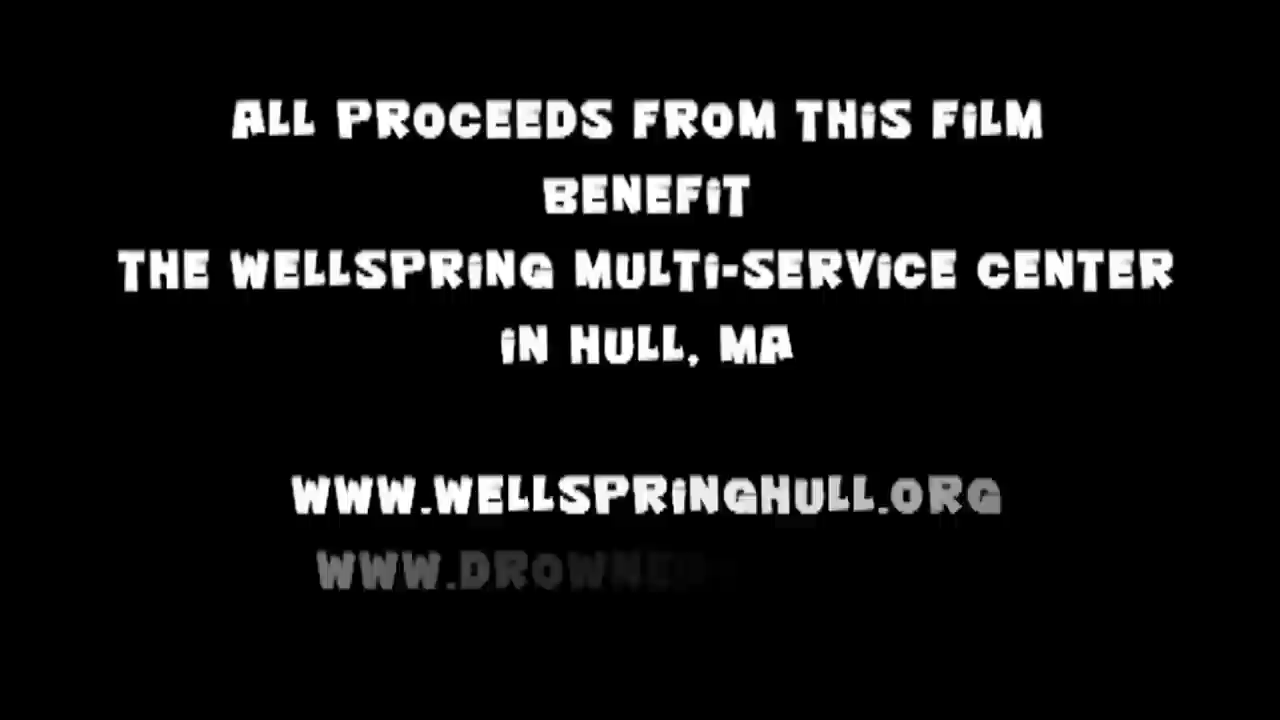 ALL PROCEEDS FROM THiS FiLM
BENEFiT
THE WELLSPRiNG MULTi-SERViCE CENTER
iN HULL, MA
WWW.WELLSPRiNGHULL.ORG